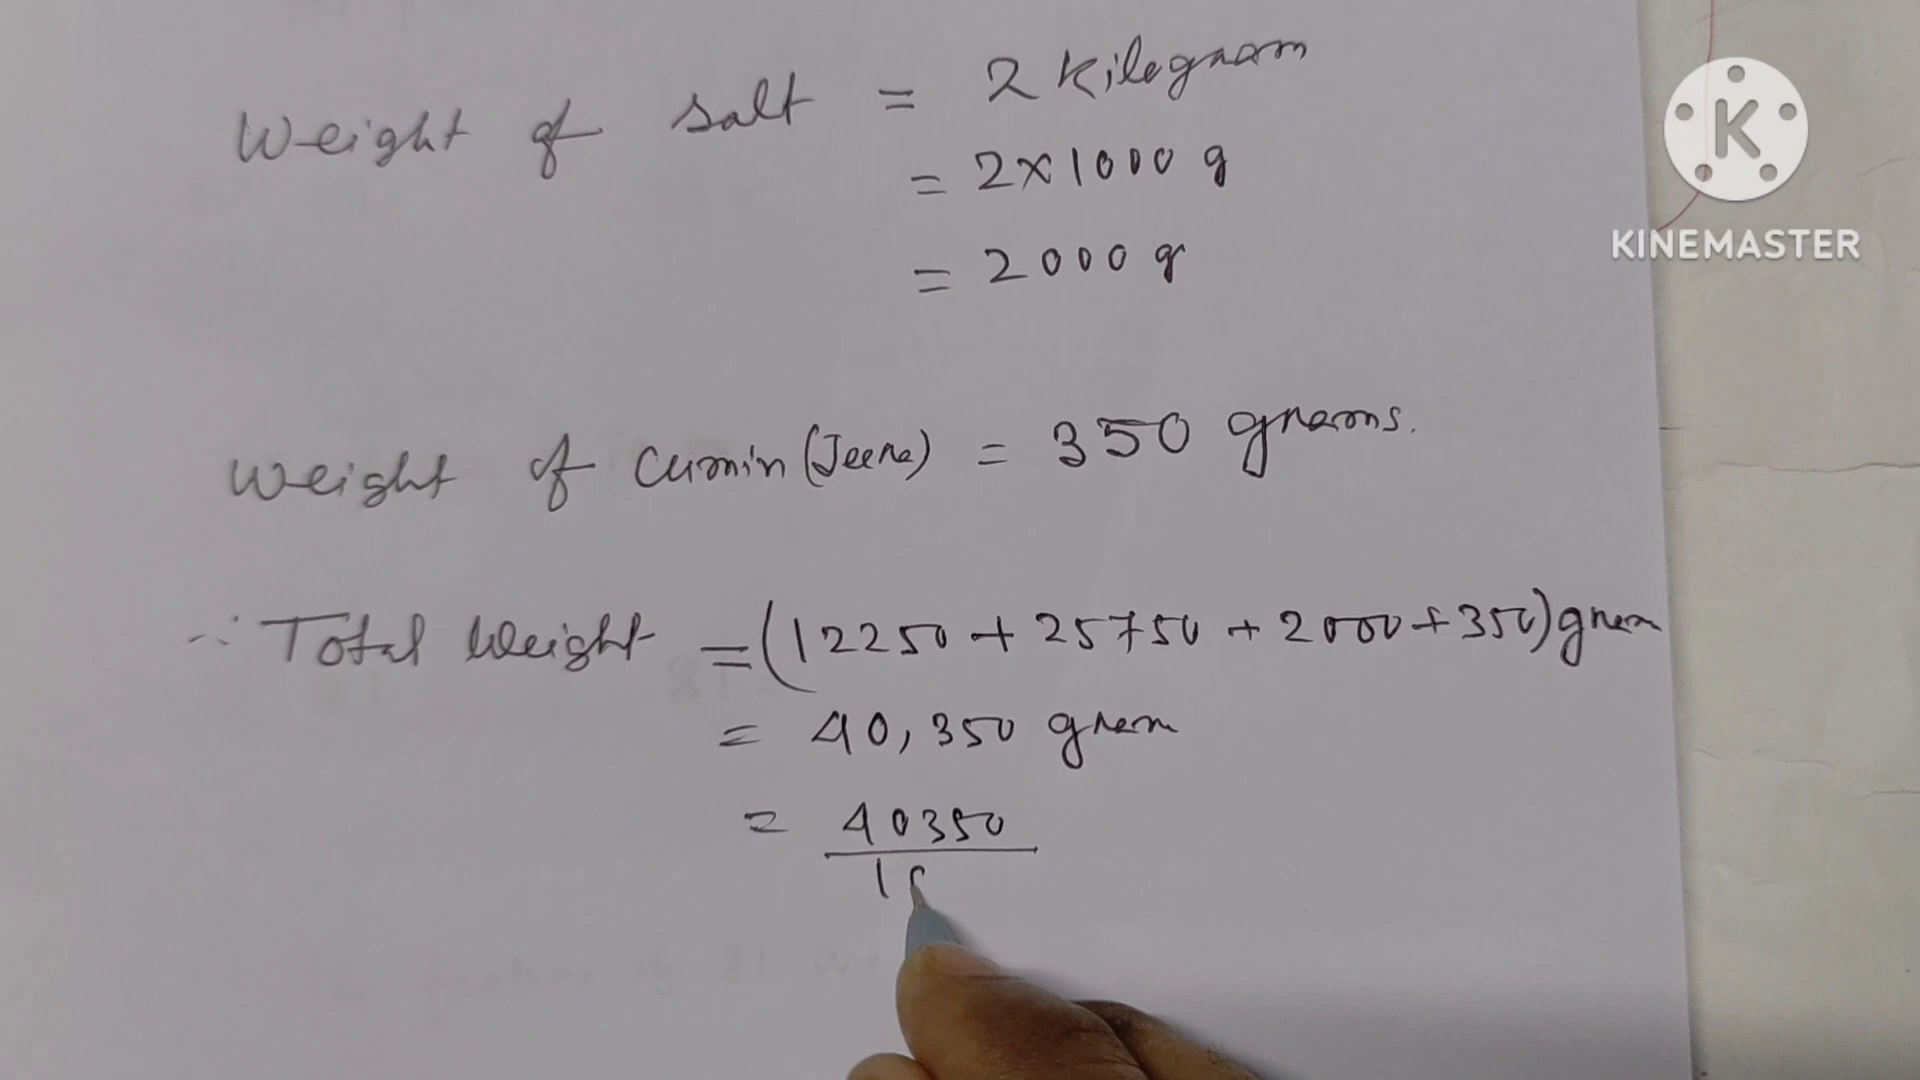 Weight of salt = 2 kilogram
= 2×1000 g
= 2000 g
K
KINEMASTER
Weight of Cumin (Jeera) = 350 grams.
∴ Total Weight = (12250 + 25750 + 2000 + 350) gram
= 40,350 gram
= 40350
10